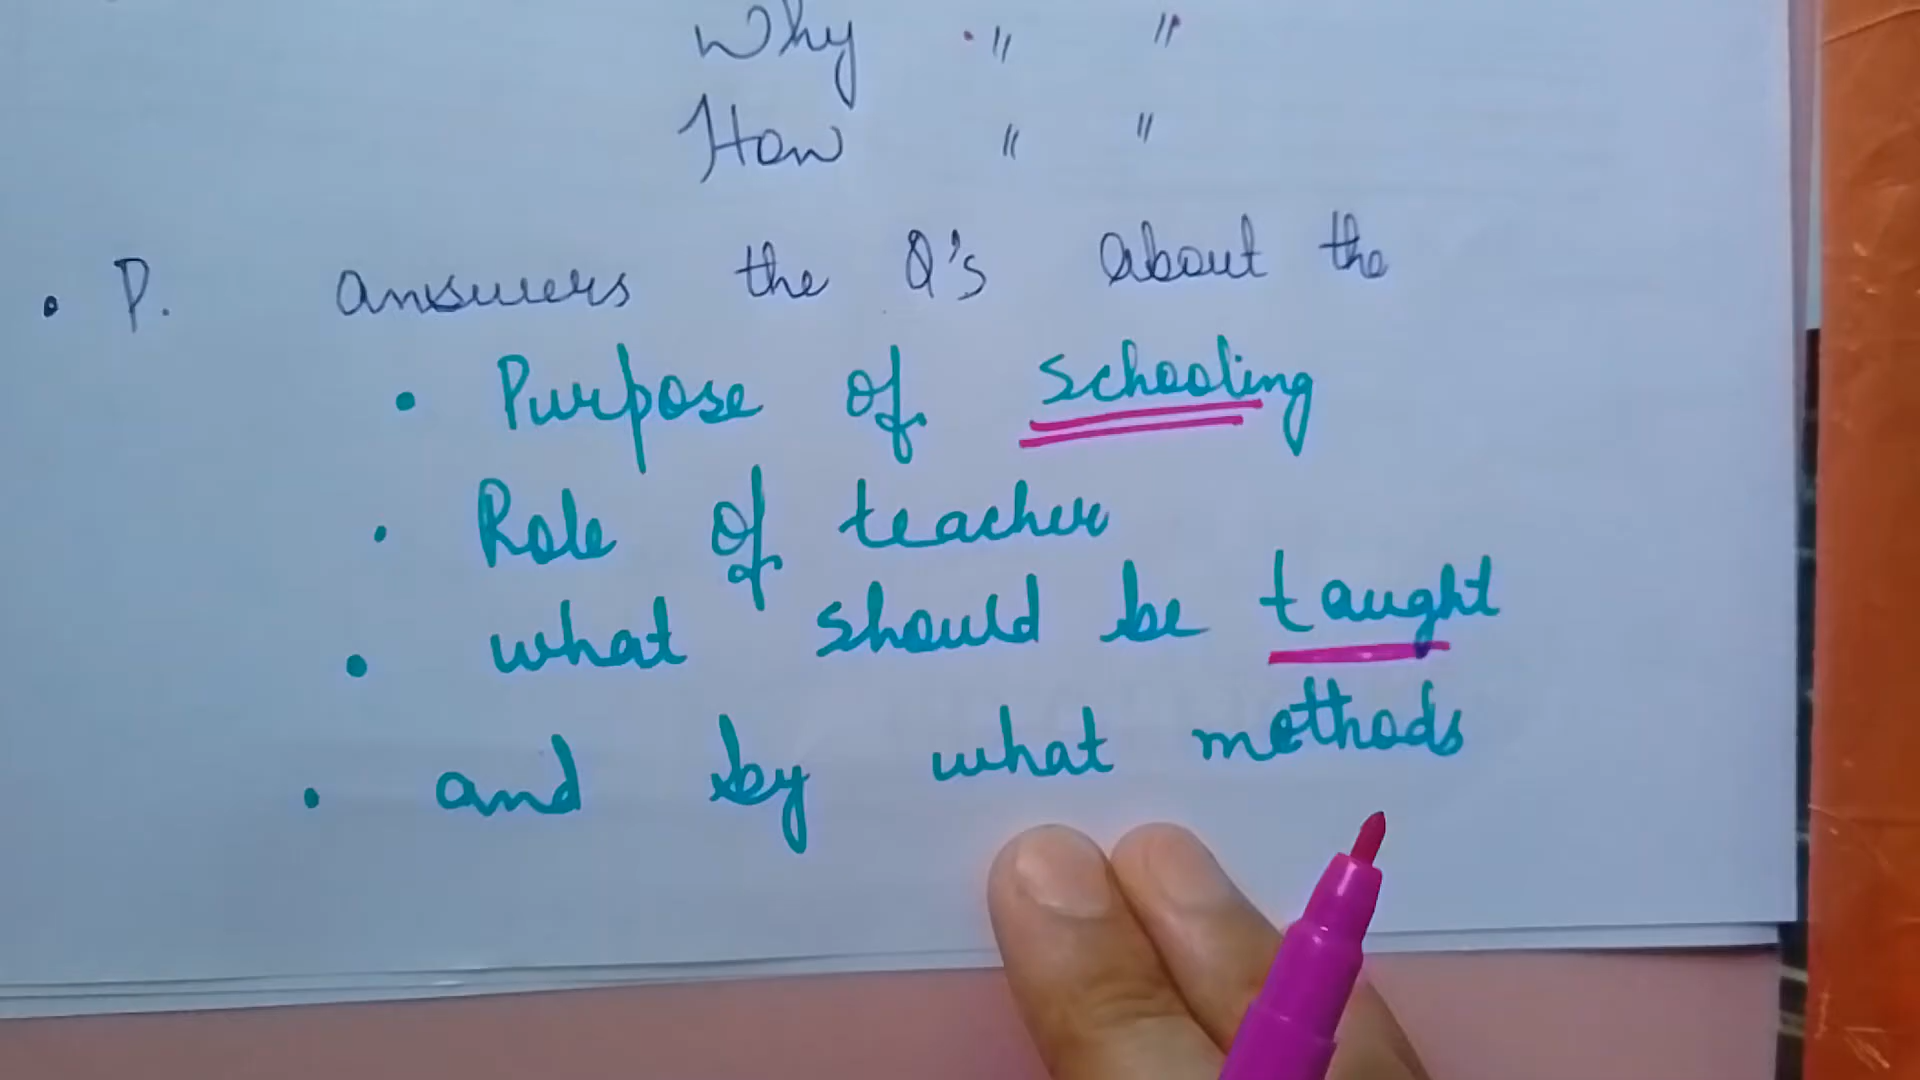 Why " "
How " "
• P. answers the Q's about the
• Purpose of schooling
• Role of teacher
• what should be taught
• and by what methods